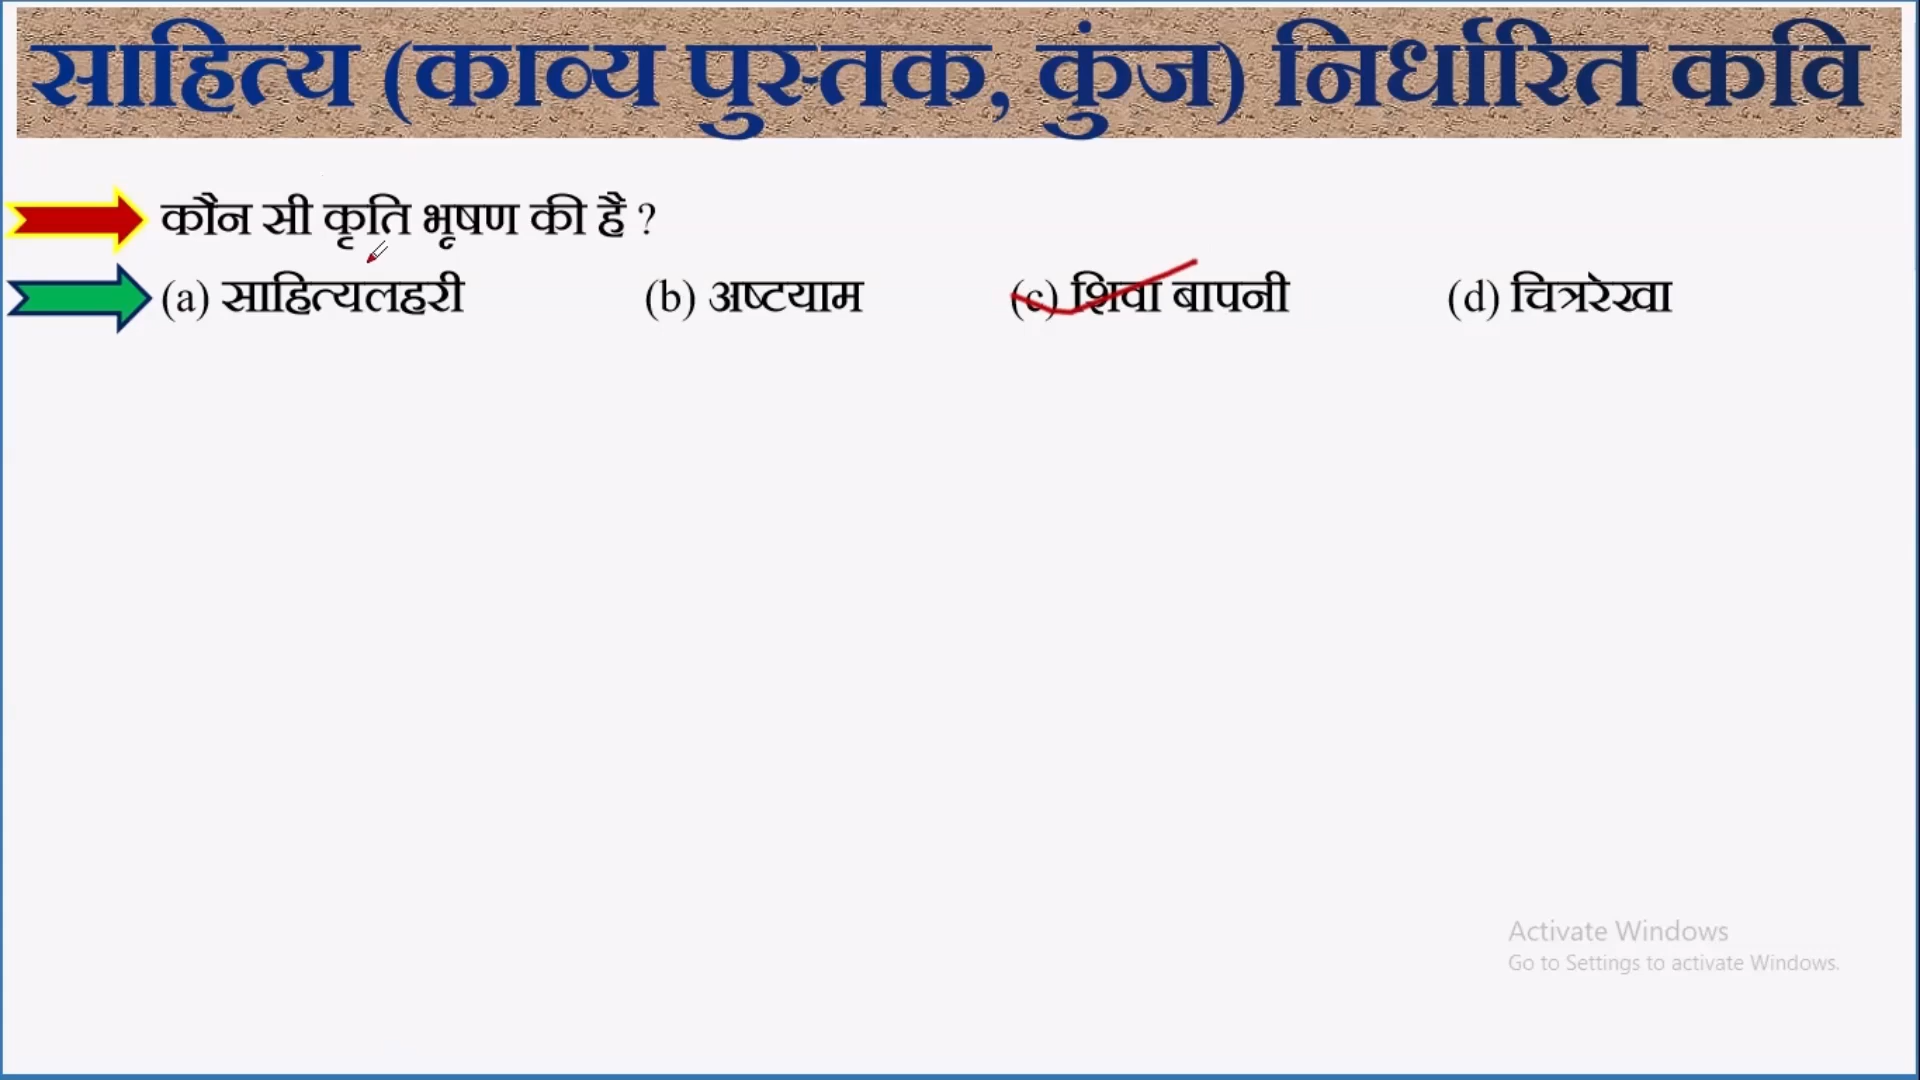 साहित्य (काव्य पुस्तक, कुंज) निर्धारित कवि
कौन सी कृति भूषण की है ?
(a) साहित्यलहरी (b) अष्टयाम (c) शिवा बापनी (d) चित्ररेखा
Activate Windows
Go to Settings to activate Windows.